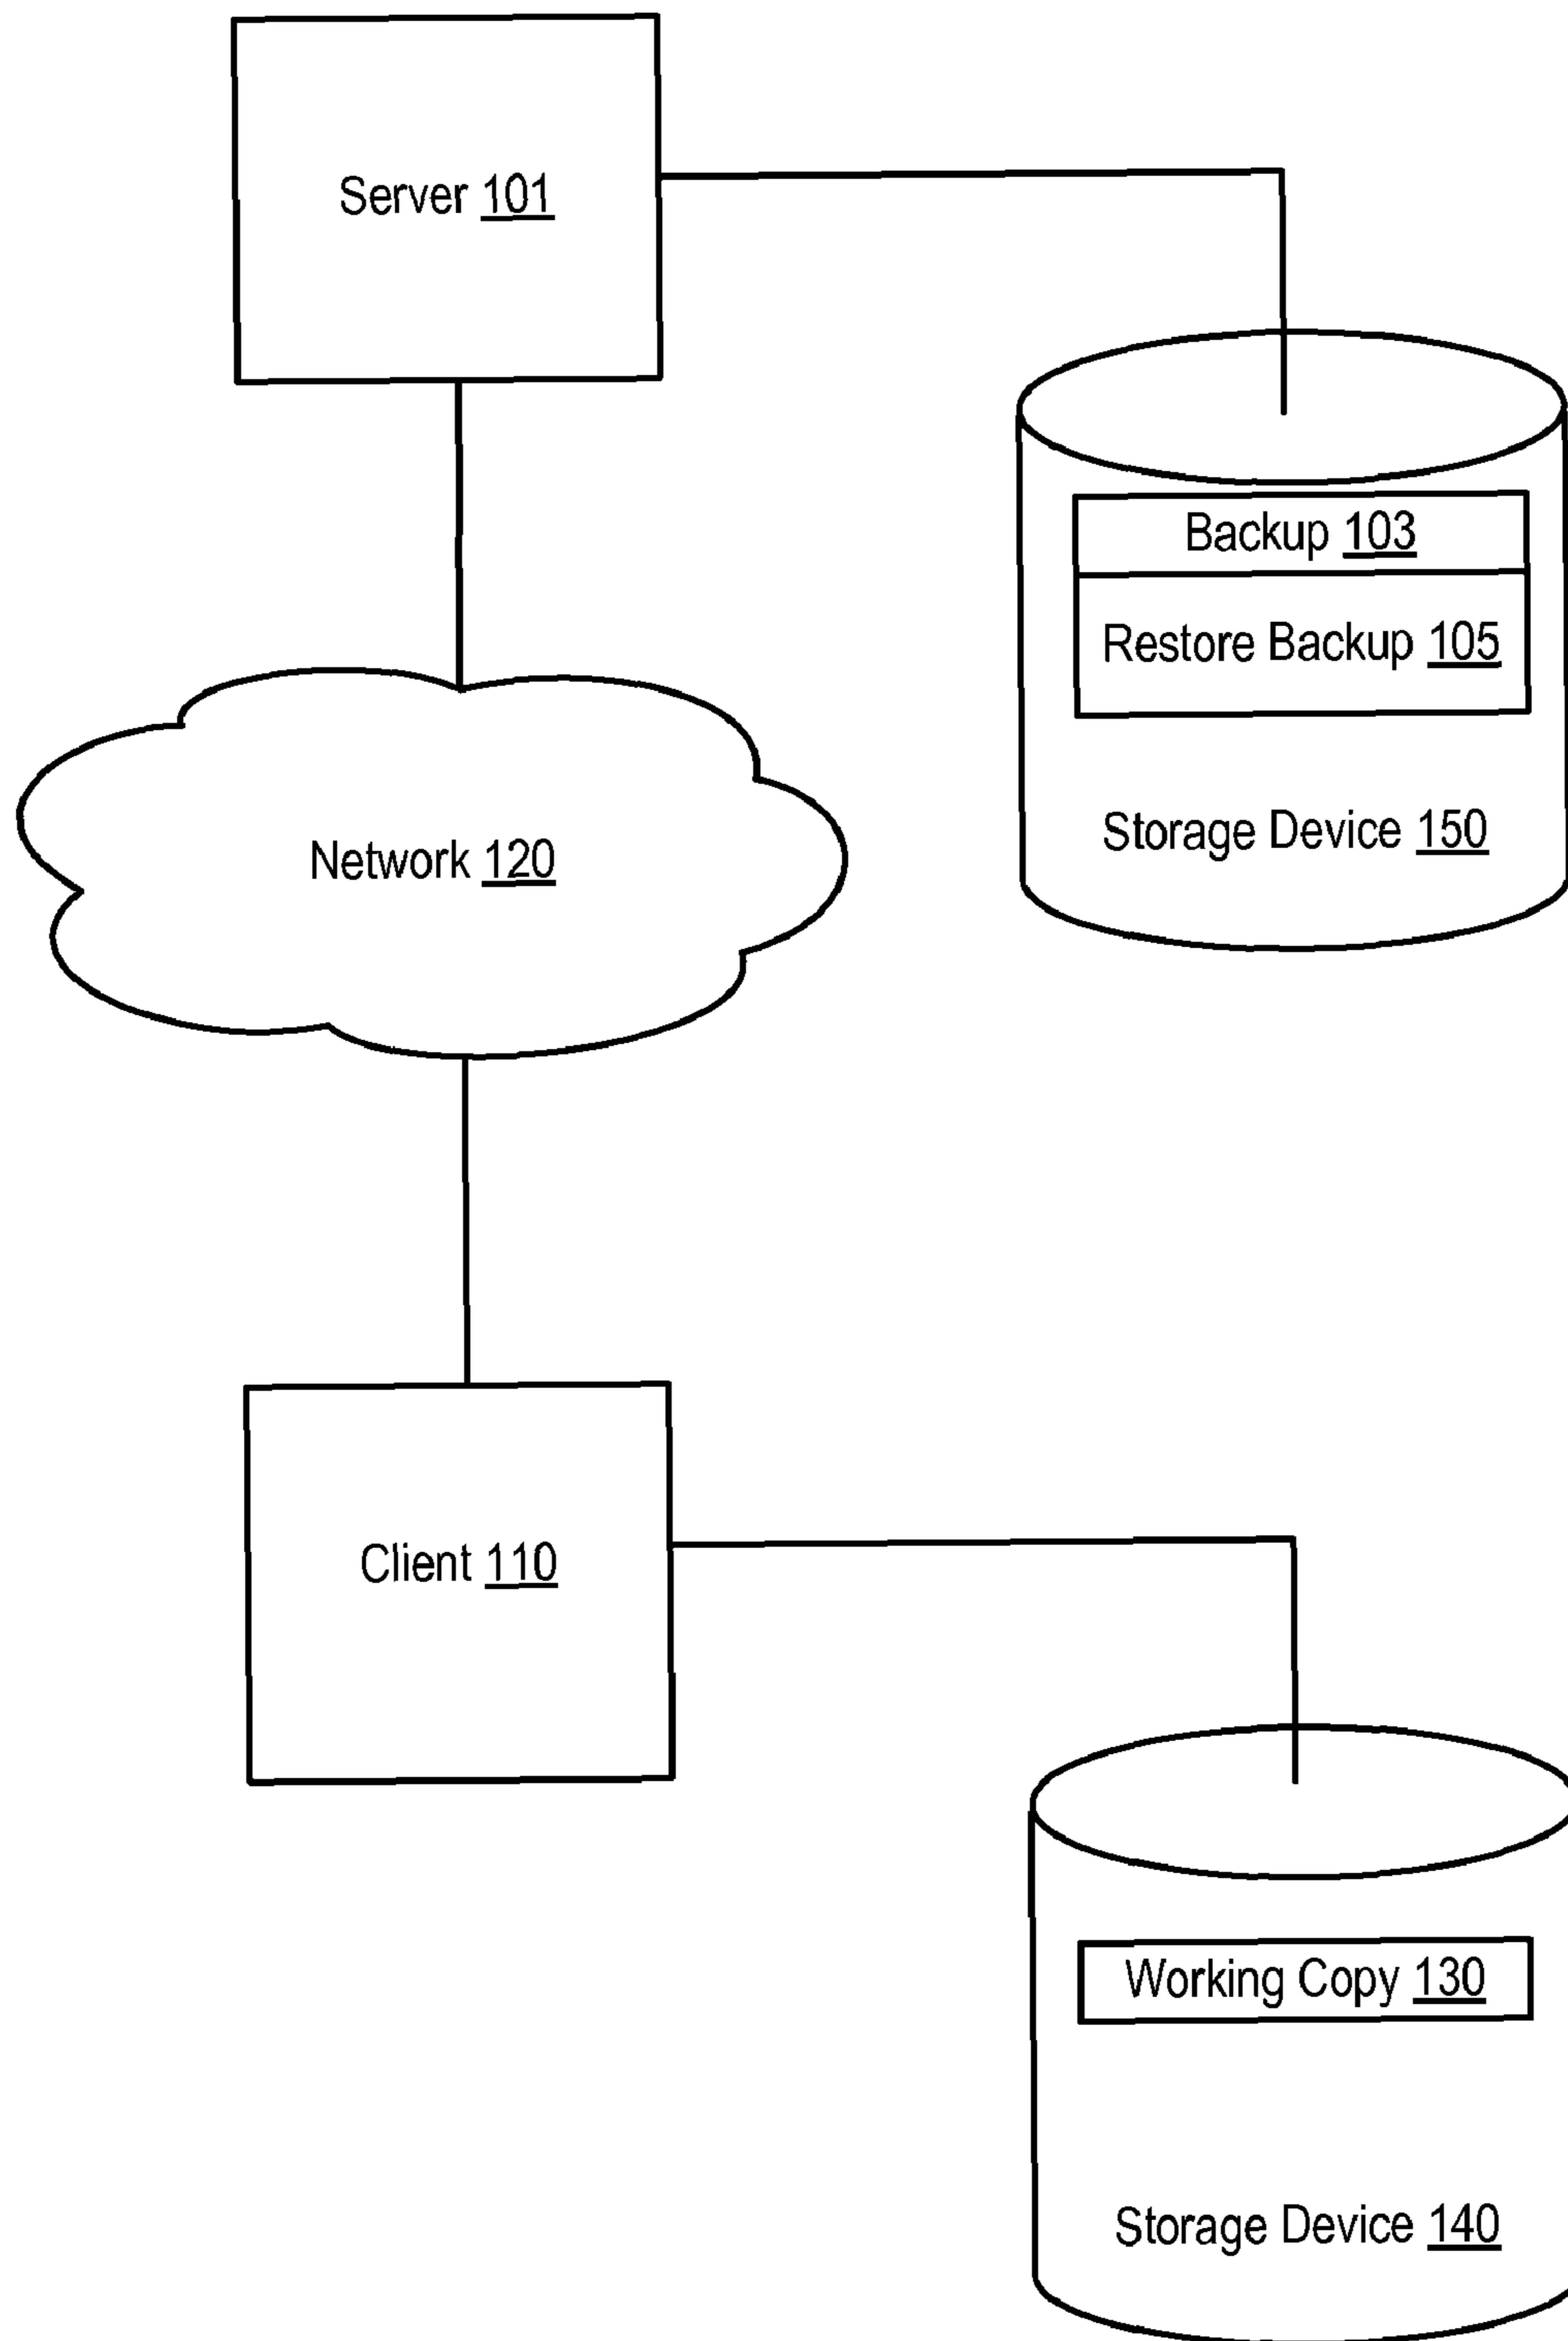 Server 101
Backup 103
Restore Backup 105
Storage Device 150
Network 120
Client 110
Working Copy 130
Storage Device 140